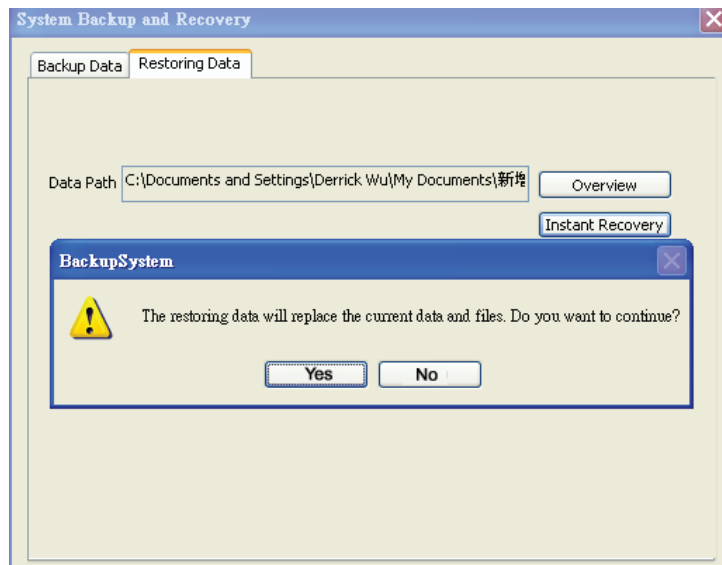 System Backup and Recovery
Backup Data
Restoring Data
Data Path C:\Documents and Settings\Derrick Wu\My Documents\新增 Overview
Instant Recovery
BackupSystem
The restoring data will replace the current data and files. Do you want to continue?
Yes No